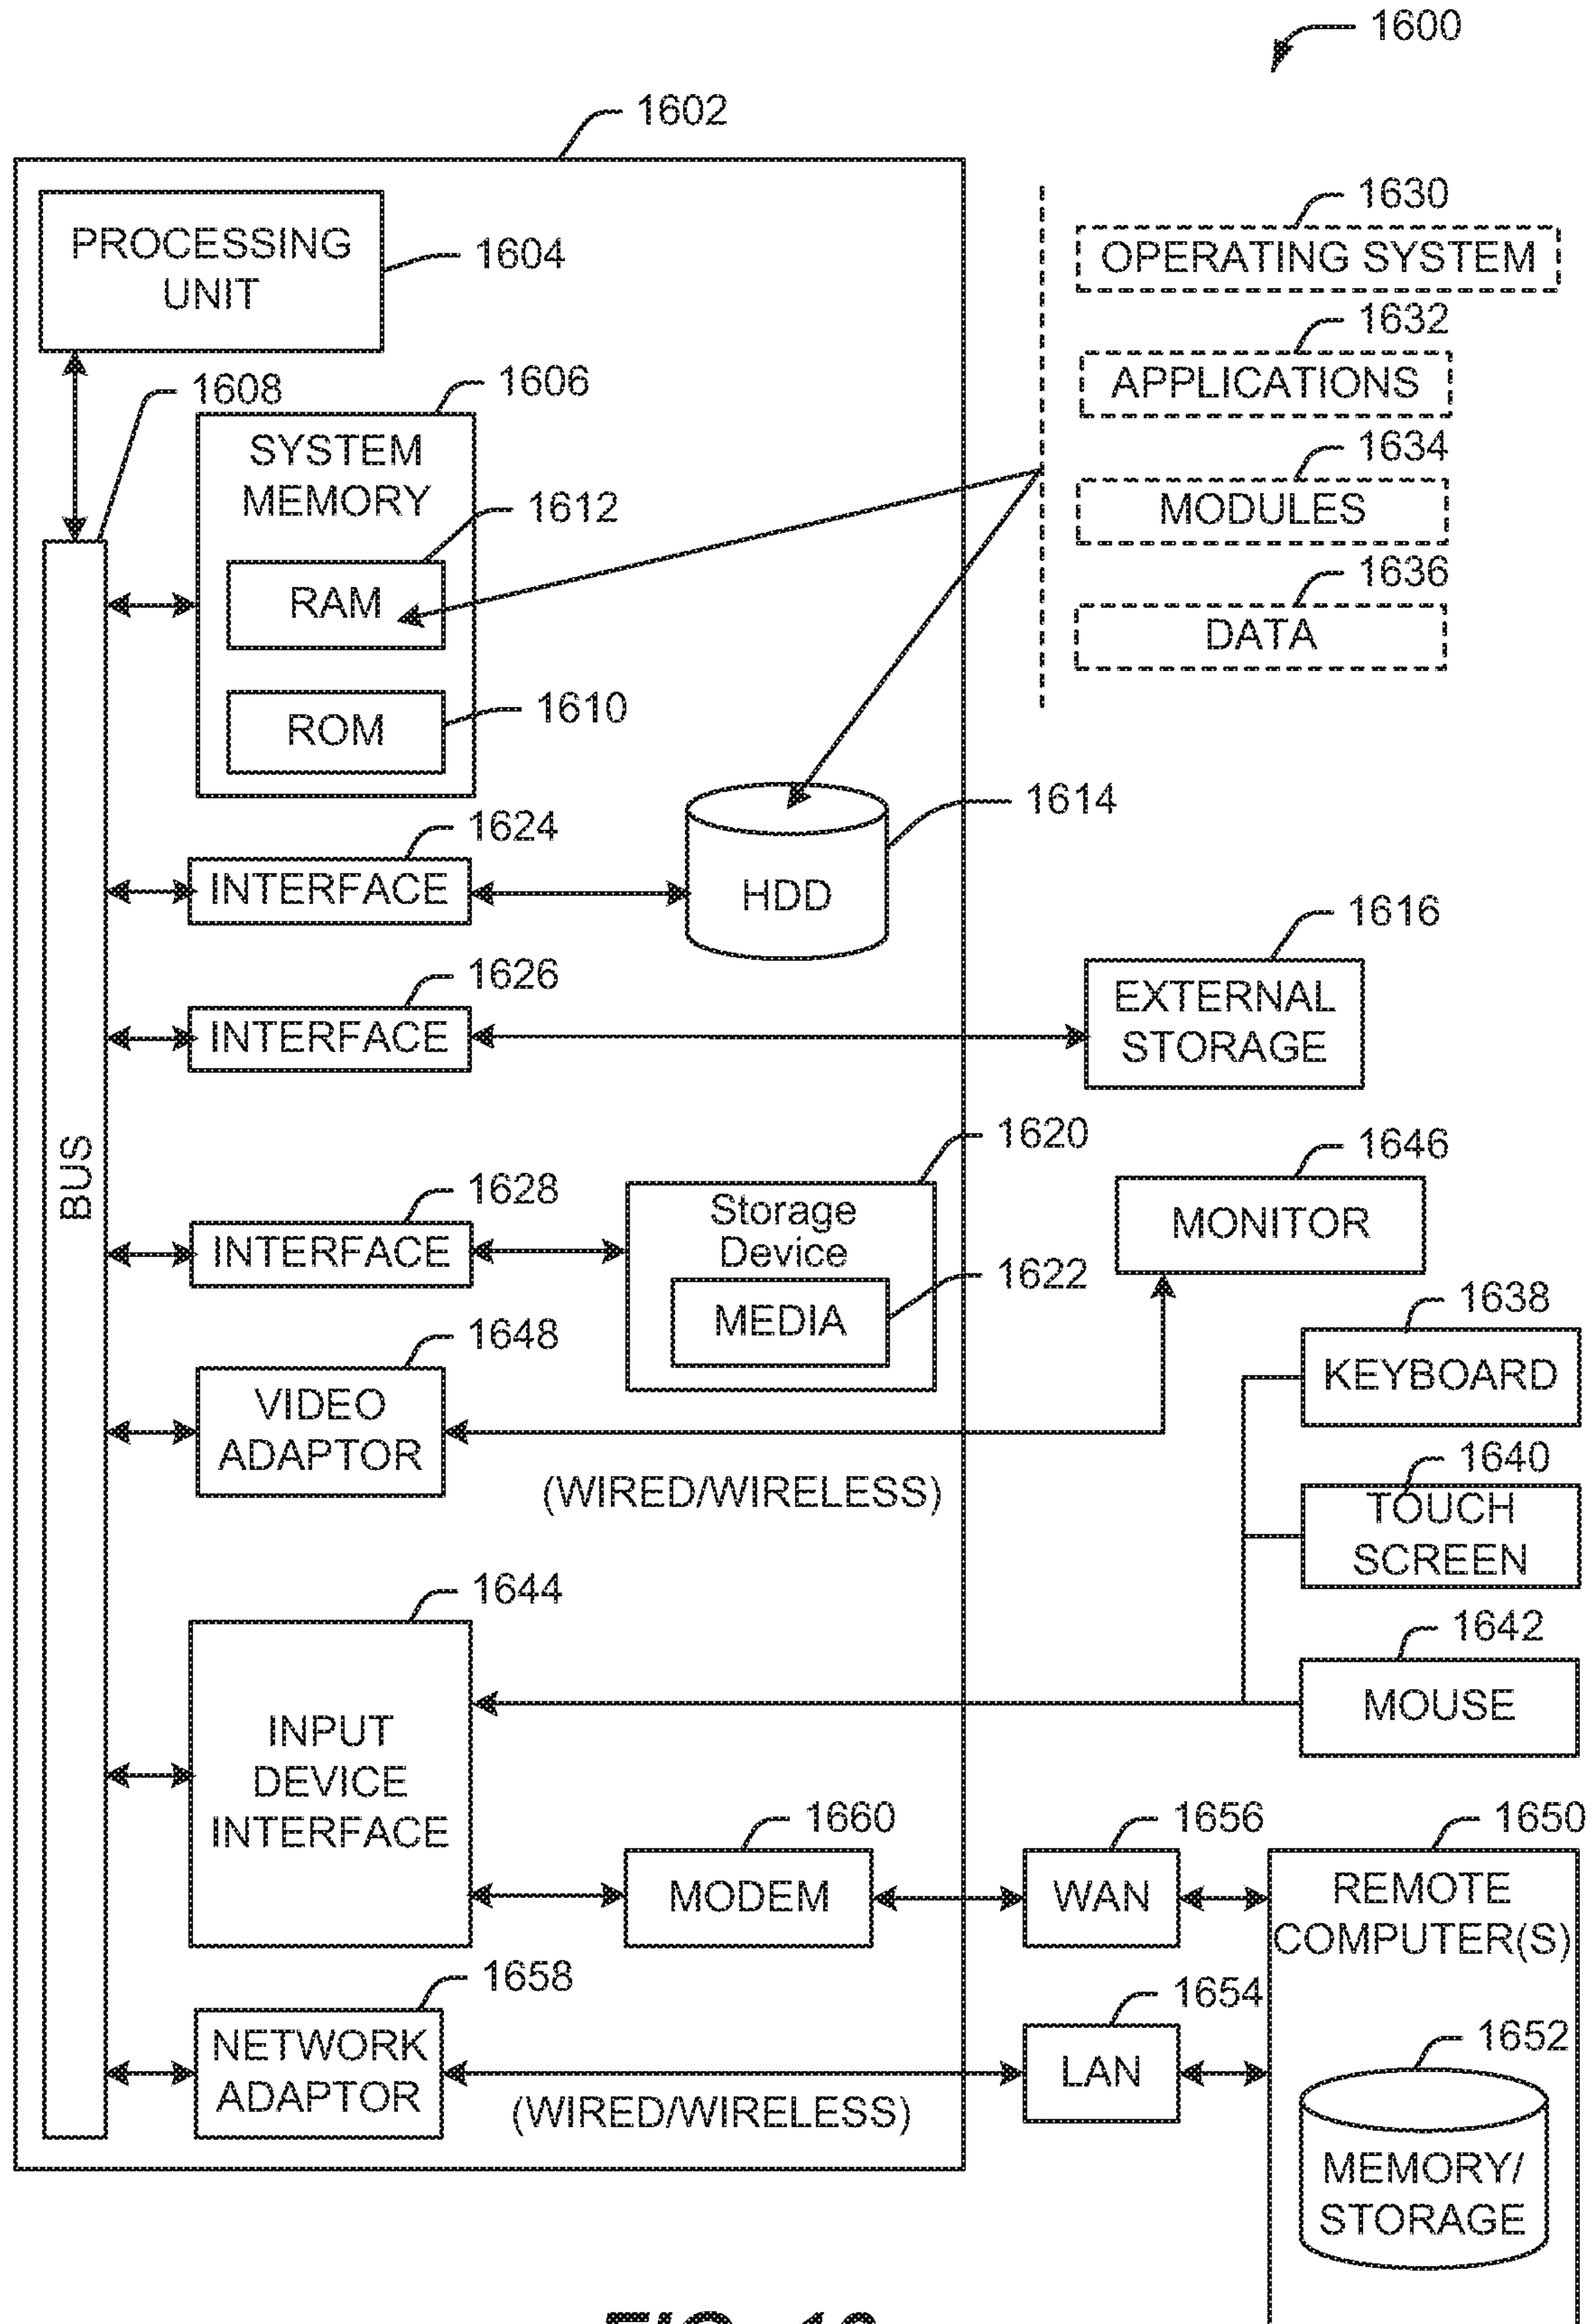 1600
1602
PROCESSING
UNIT
1604
1630
OPERATING SYSTEM
1632
APPLICATIONS
1634
MODULES
1636
DATA
1608
1606
SYSTEM
MEMORY
1612
RAM
1610
ROM
1614
HDD
1624
INTERFACE
1616
EXTERNAL
STORAGE
1626
INTERFACE
BUS
1620
Storage
Device
1622
MEDIA
1628
INTERFACE
1646
MONITOR
1648
VIDEO
ADAPTOR
(WIRED/WIRELESS)
1638
KEYBOARD
1640
TOUCH
SCREEN
1642
MOUSE
1644
INPUT
DEVICE
INTERFACE
1660
MODEM
1656
WAN
1650
REMOTE
COMPUTER(S)
1658
NETWORK
ADAPTOR
(WIRED/WIRELESS)
1654
LAN
1652
MEMORY/
STORAGE